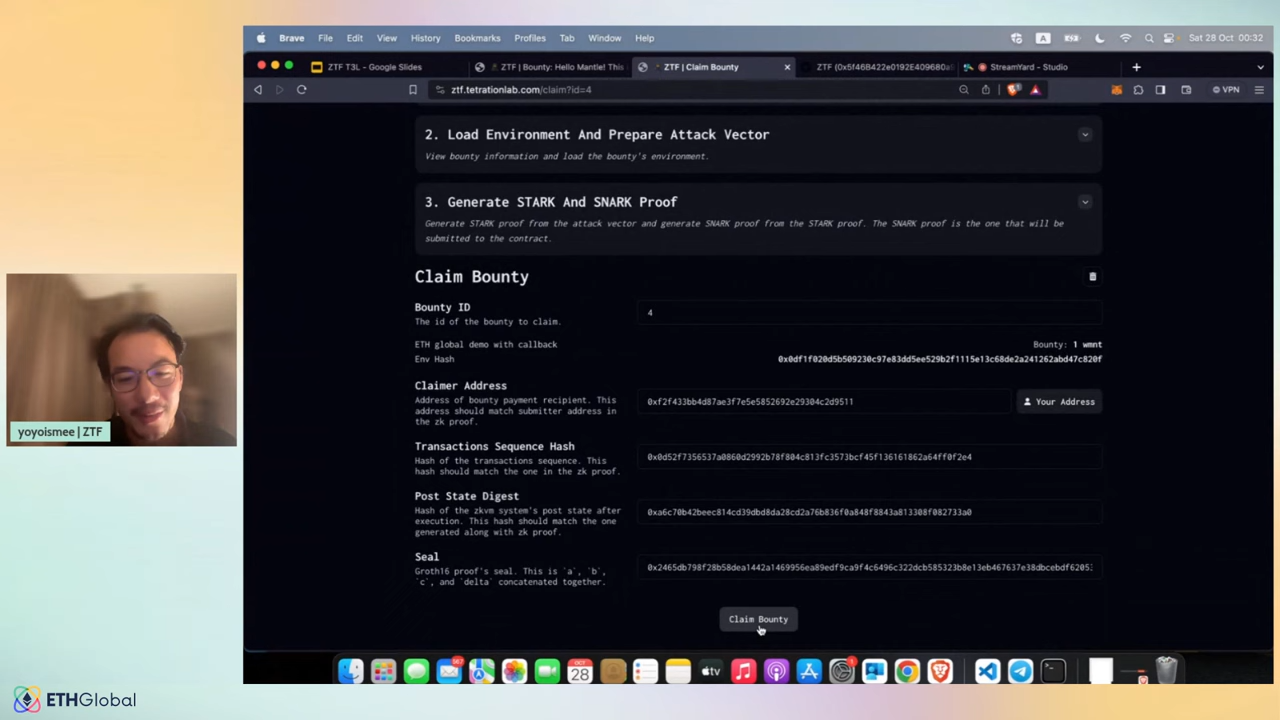 Brave File Edit View History Bookmarks Profiles Tab Window Help
A
Sat 28 Oct 00:32
ZTF T3L - Google Slides
ZTF | Bounty: Hello Mantle! This
ZTF | Claim Bounty
ZTF (0x5f46B422e0192E409680a5
StreamYard - Studio
ztf.tetrationlab.com/claim?id=4
VPN
2. Load Environment And Prepare Attack Vector
View bounty information and load the bounty's environment.
3. Generate STARK And SNARK Proof
Generate STARK proof from the attack vector and generate SNARK proof from the STARK proof. The SNARK proof is the one that will be
submitted to the contract.
Claim Bounty
Bounty ID
The id of the bounty to claim.
4
ETH global demo with callback
Bounty: 1 wmnt
Env Hash
0x0df1f020d5b509230c97e83dd5ee529b2f1115e13c68de2a241262abd47c820f
Claimer Address
Address of bounty payment recipient. This
address should match submitter address in
the zk proof.
0xf2f433bb4d87ae3f7e5e5852692e29304c2d9511
Your Address
Transactions Sequence Hash
Hash of the transactions sequence. This
hash should match the one in the zk proof.
0x0d52f7356537a0860d2992b78f804c813fc3573bcf45f136161862a64ff0f2e4
Post State Digest
Hash of the zkvm system's post state after
execution. This hash should match the one
generated along with zk proof.
0xa6c70b42beec814cd39dbd8da28cd2a76b836f0a848f8843a813308f082733a0
Seal
Groth16 proof's seal. This is `a`, `b`,
`c`, and `delta` concatenated together.
0x2465db798f28b58dea1442a1469956ea89edf9ca9f4c6496c322dcb585323b8e13eb467637e38dbcebdf6205
Claim Bounty
yoyoismee | ZTF
tv
28
ETHGlobal